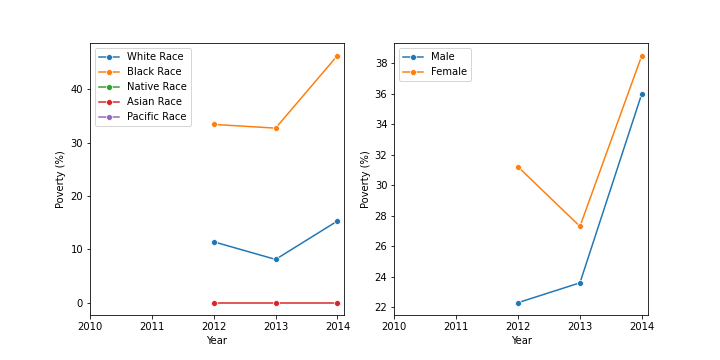 White Race
Black Race
Native Race
Asian Race
Pacific Race
Poverty (%)
40
30
20
10
0
2010 2011 2012 2013 2014
Year
Male
Female
Poverty (%)
38
36
34
32
30
28
26
24
22
2010 2011 2012 2013 2014
Year